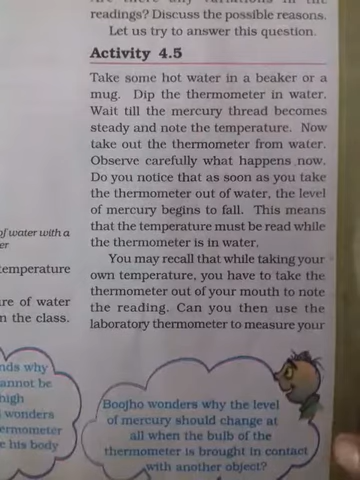 readings? Discuss the possible reasons.
Let us try to answer this question.
Activity 4.5
Take some hot water in a beaker or a
mug. Dip the thermometer in water.
Wait till the mercury thread becomes
steady and note the temperature. Now
take out the thermometer from water.
Observe carefully what happens now.
Do you notice that as soon as you take
the thermometer out of water, the level
of mercury begins to fall. This means
that the temperature must be read while
the thermometer is in water.
You may recall that while taking your
own temperature, you have to take the
thermometer out of your mouth to note
the reading. Can you then use the
laboratory thermometer to measure your
of water with a
temperature
of water
the class.
why
high
wonders
his body
Boojho wonders why the level
of mercury should change at
all when the bulb of the
thermometer is brought in contact
with another object?